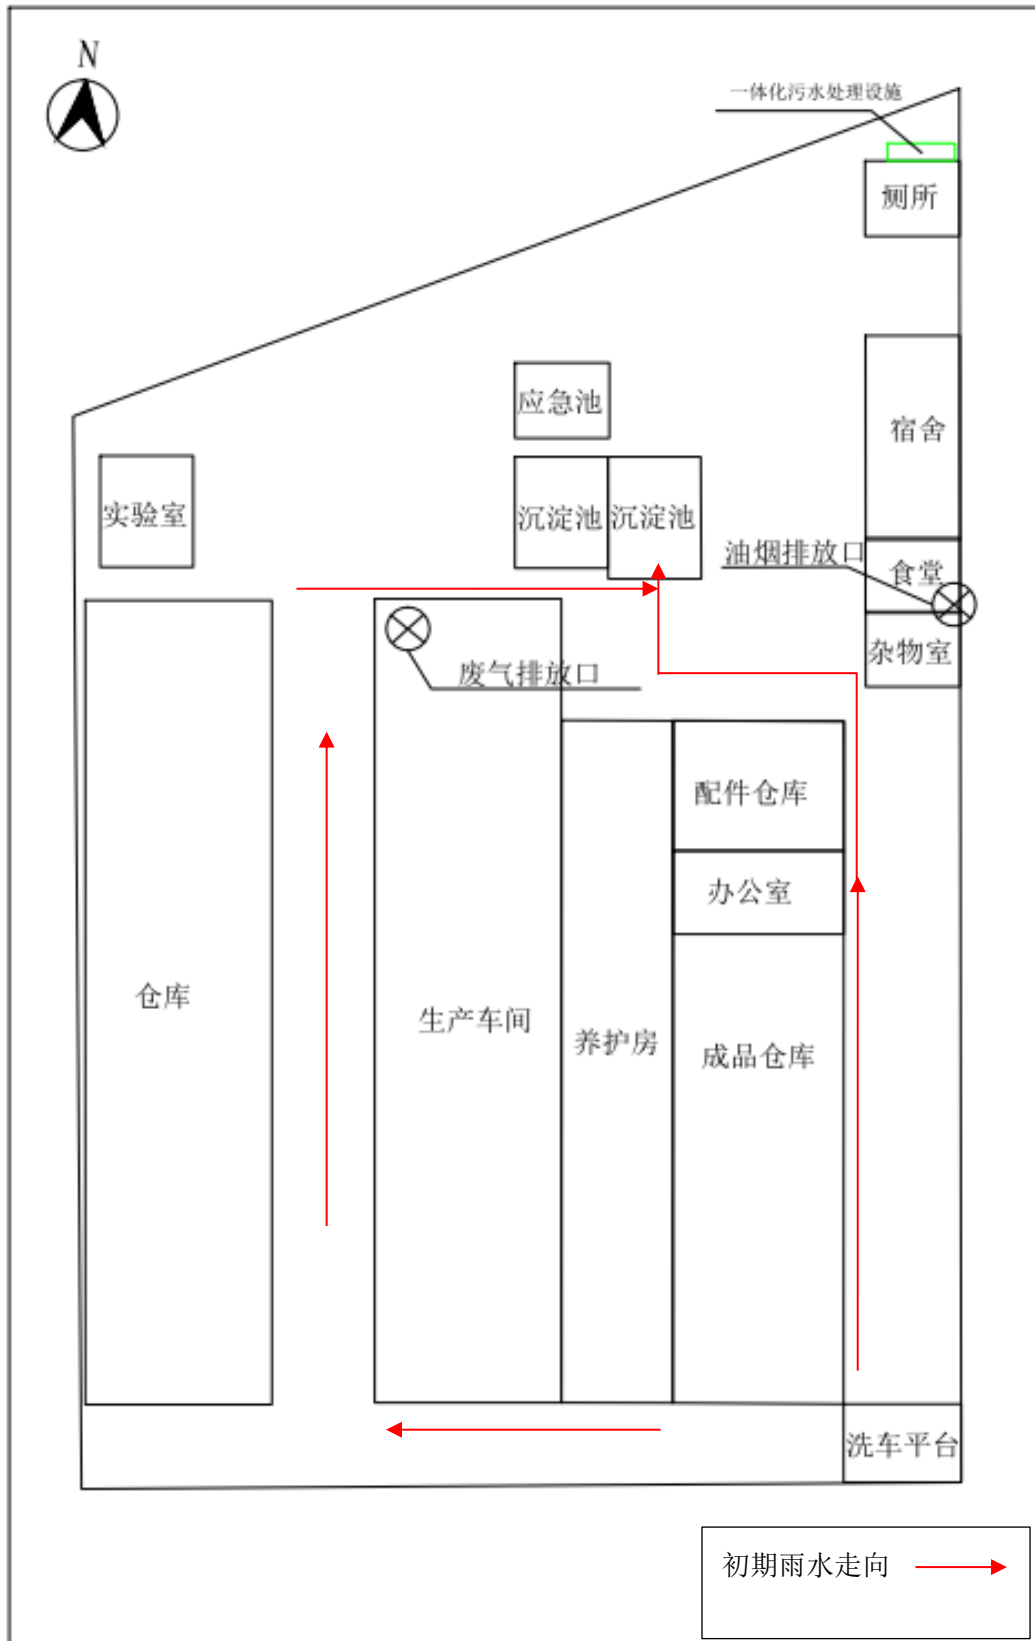 N
一体化污水处理设施
厕所
应急池
宿舍
实验室
沉淀池
沉淀池
油烟排放口
食堂
杂物室
废气排放口
配件仓库
办公室
仓库
生产车间
养护房
成品仓库
洗车平台
初期雨水走向